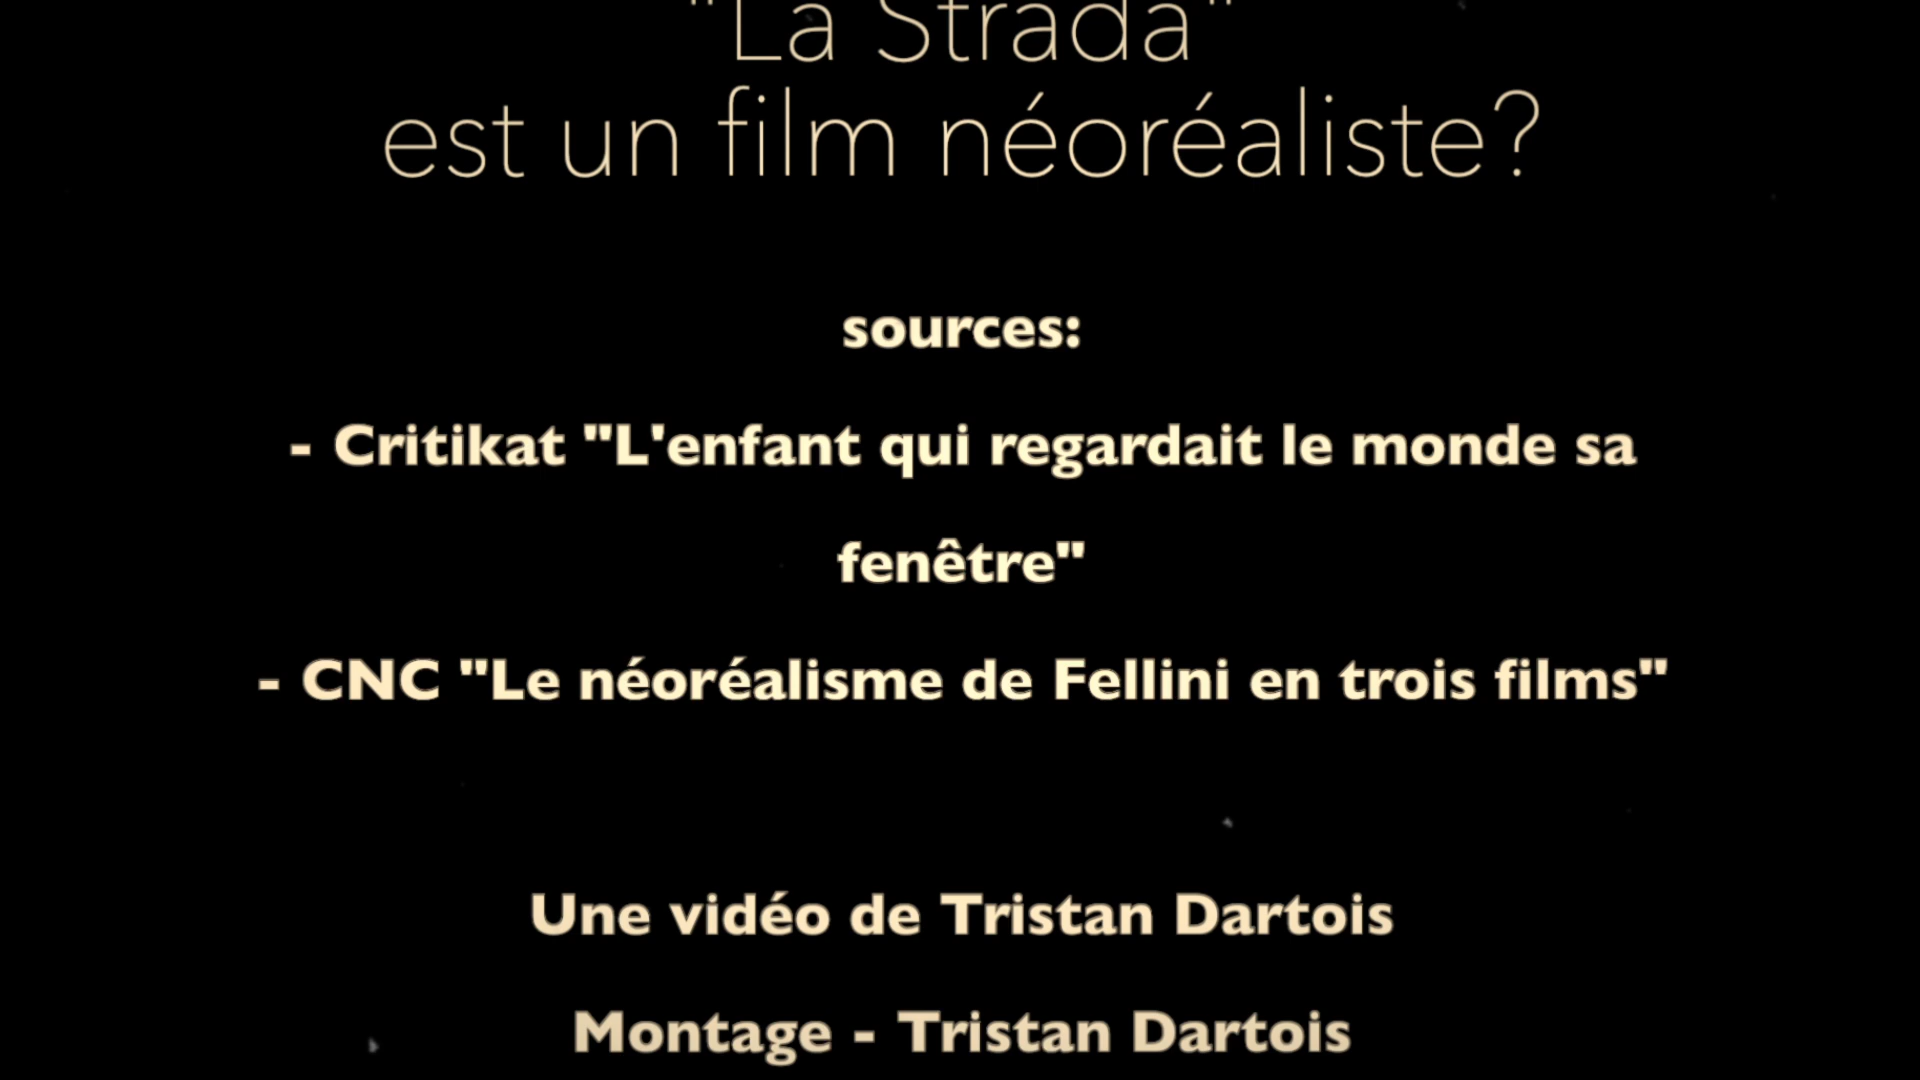 "La Strada"
est un film néoréaliste?
sources:
- Critikat "L'enfant qui regardait le monde sa
fenêtre"
- CNC "Le néoréalisme de Fellini en trois films"
Une vidéo de Tristan Dartois
Montage - Tristan Dartois